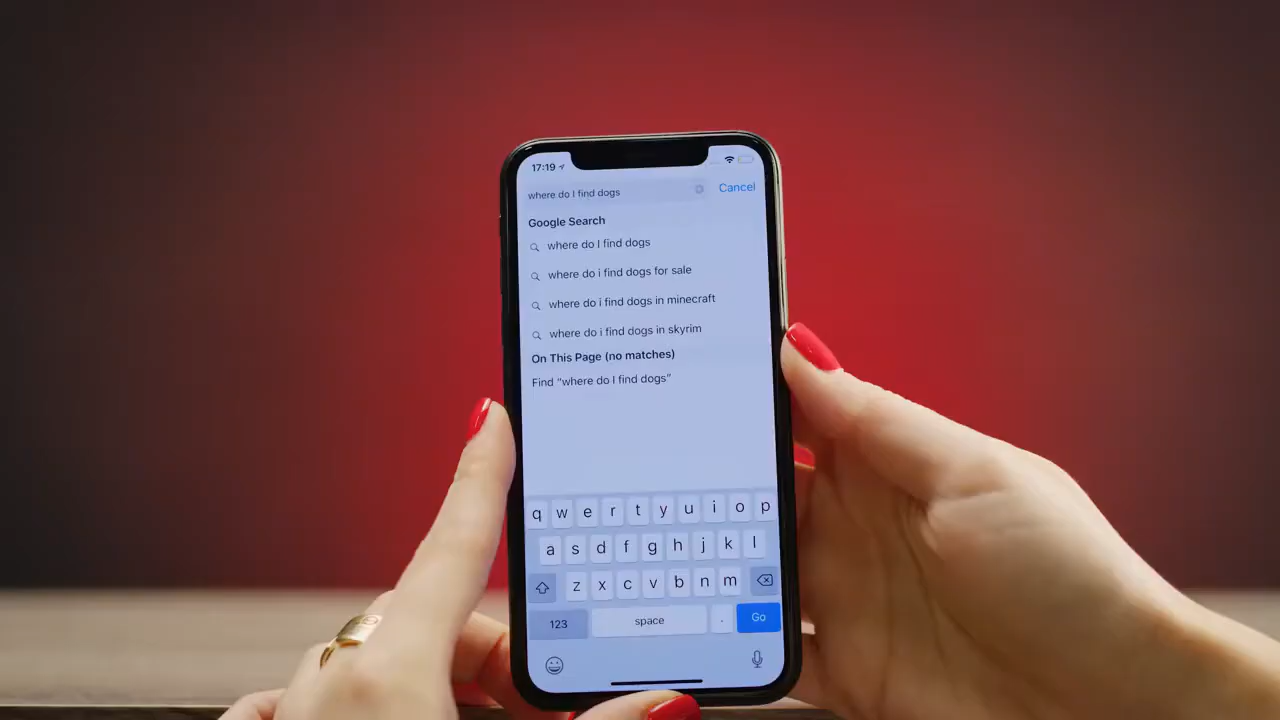 17:19
where do I find dogs
Cancel
Google Search
where do I find dogs
where do i find dogs for sale
where do i find dogs in minecraft
where do i find dogs in skyrim
On This Page (no matches)
Find “where do I find dogs”
q w e r t y u i o p
a s d f g h j k l
z x c v b n m
123 space . Go